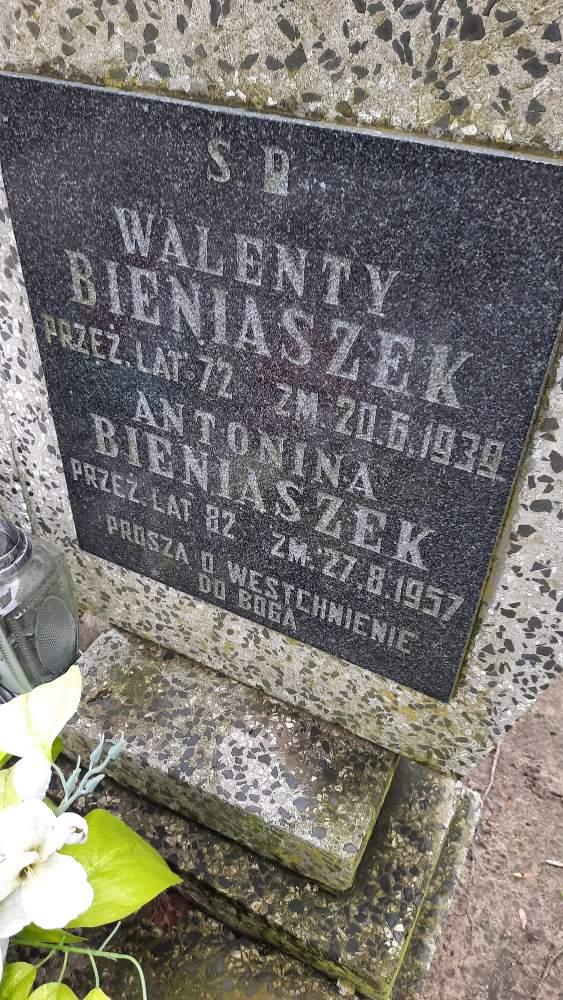 Ś. P.
WALENTY
BIENIASZEK
PRZEŻ. LAT 72 ZM. 20.6.1939.
ANTONINA
BIENIASZEK
PRZEŻ. LAT 82 ZM. 27.8.1957
PROSZĄ O WESTCHNIENIE
DO BOGA